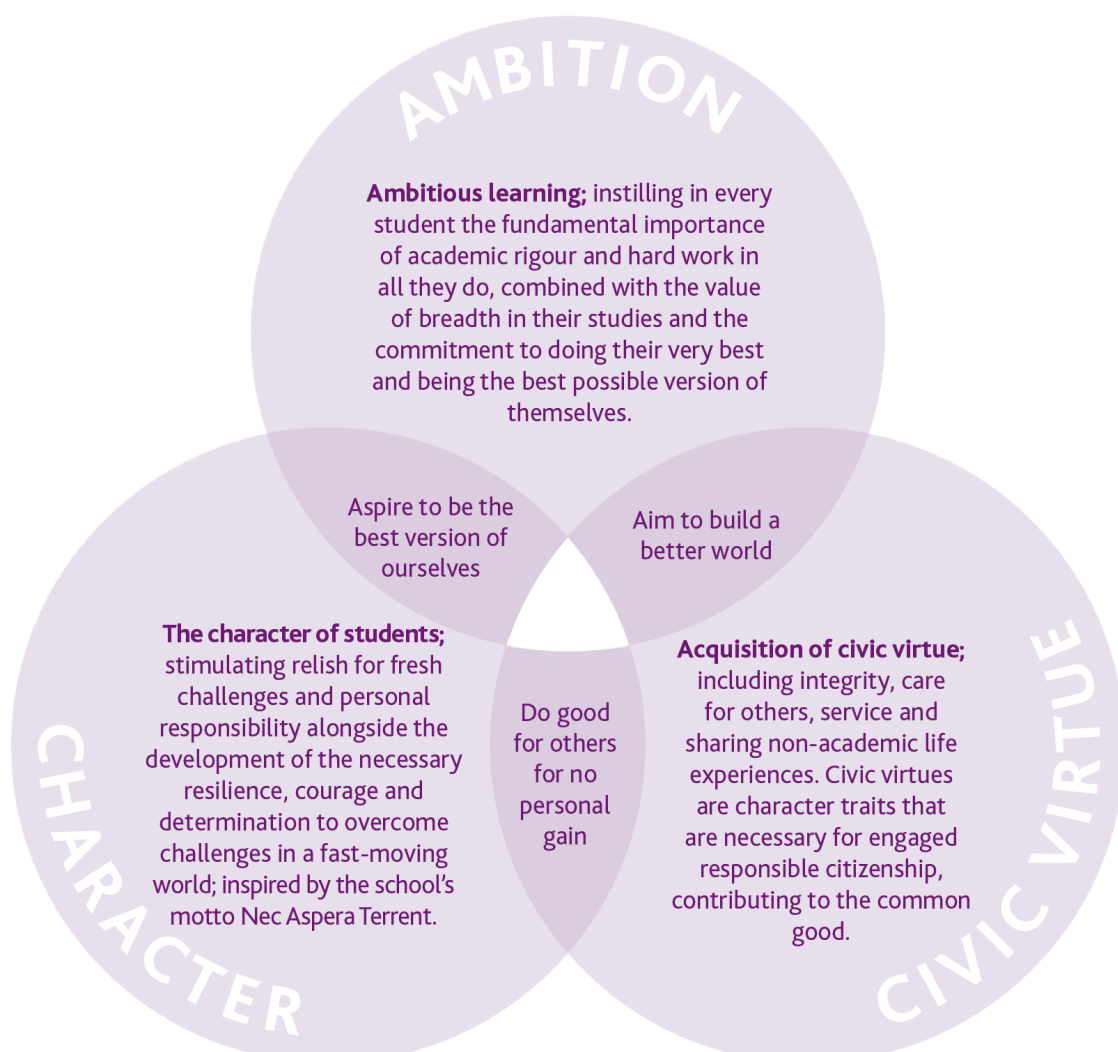 AMBITION
Ambitious learning; instilling in every
student the fundamental importance
of academic rigour and hard work in
all they do, combined with the value
of breadth in their studies and the
commitment to doing their very best
and being the best possible version of
themselves.
Aspire to be the
best version of
ourselves
Aim to build a
better world
The character of students;
stimulating relish for fresh
challenges and personal
responsibility alongside the
development of the necessary
resilience, courage and
determination to overcome
challenges in a fast-moving
world; inspired by the school’s
motto Nec Aspera Terrent.
CHARACTER
Do good
for others
for no
personal
gain
Acquisition of civic virtue;
including integrity, care
for others, service and
sharing non-academic life
experiences. Civic virtues
are character traits that
are necessary for engaged
responsible citizenship,
contributing to the common
good.
CIVIC VIRTUE